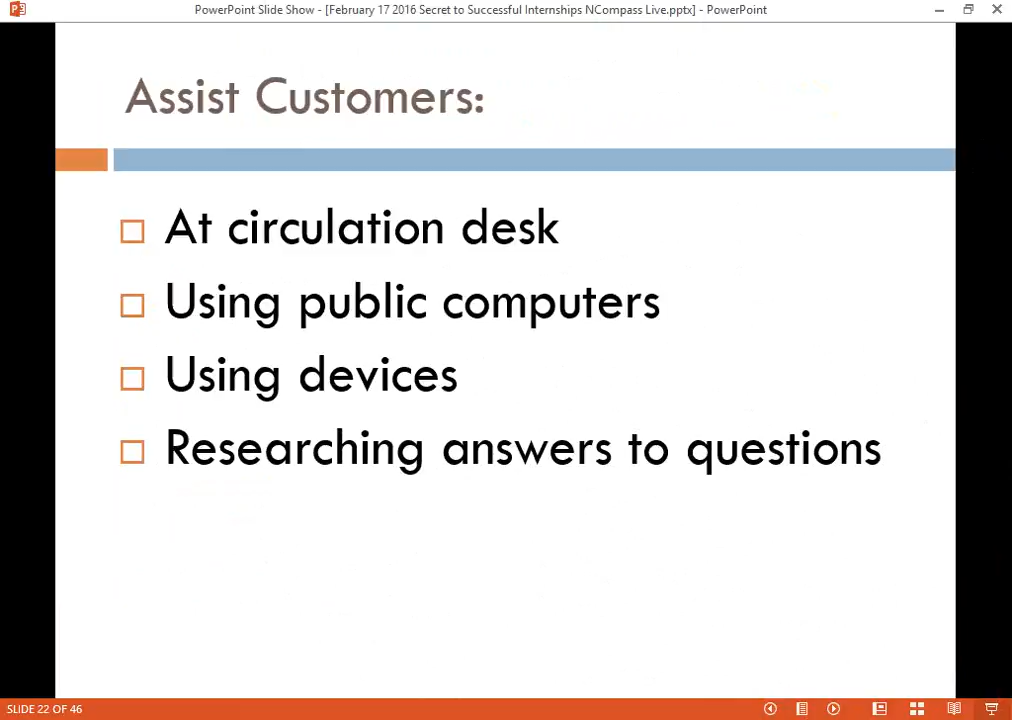 PowerPoint Slide Show - [February 17 2016 Secret to Successful Internships NCompass Live.pptx] - PowerPoint
Assist Customers:
At circulation desk
Using public computers
Using devices
Researching answers to questions
SLIDE 22 OF 46